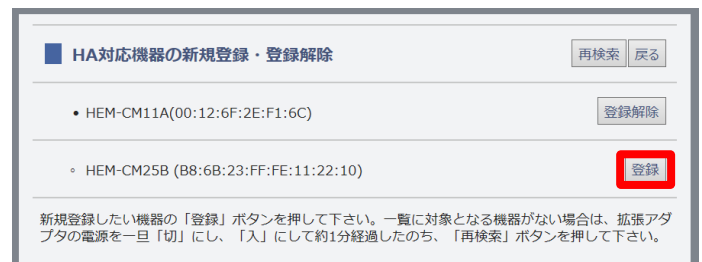 HA対応機器の新規登録・登録解除 再検索 戻る
• HEM-CM11A(00:12:6F:2E:F1:6C) 登録解除
◦ HEM-CM25B (B8:6B:23:FF:FE:11:22:10) 登録
新規登録したい機器の「登録」ボタンを押して下さい。一覧に対象となる機器がない場合は、拡張アダ
プタの電源を一旦「切」にし、「入」にして約1分経過したのち、「再検索」ボタンを押して下さい。